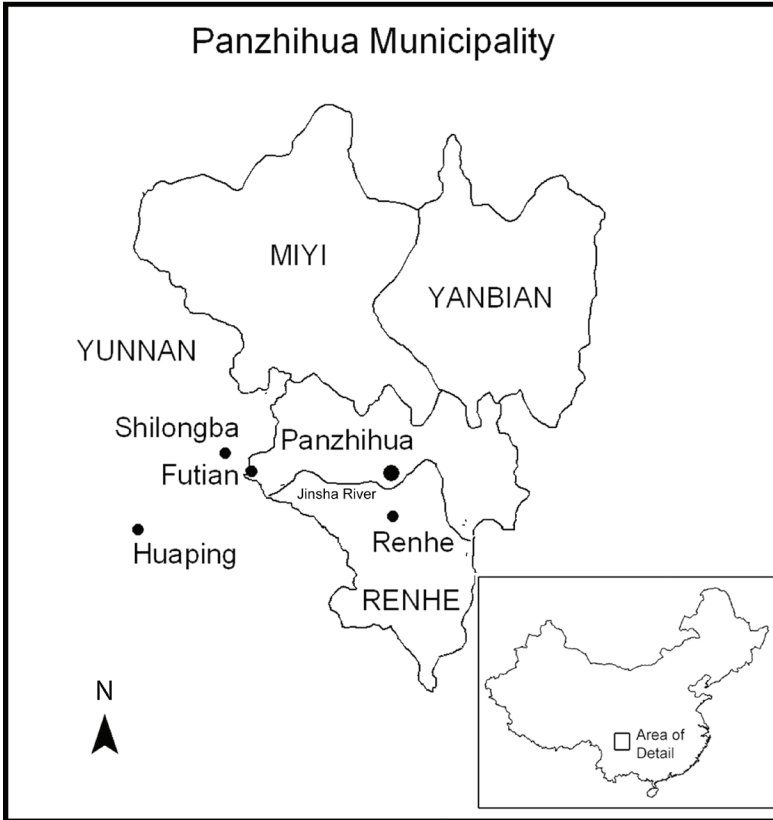 Panzhihua Municipality
MIYI
YANBIAN
YUNNAN
Shilongba
Panzhihua
Futian
Jinsha River
Renhe
Huaping
RENHE
N
Area of
Detail